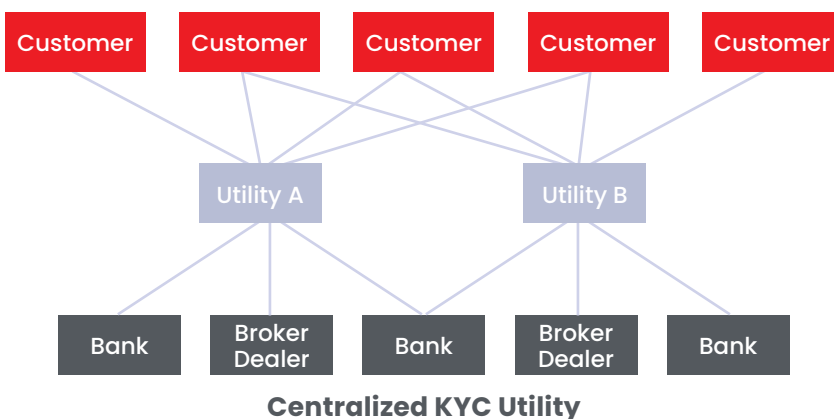 Customer
Customer
Customer
Customer
Customer
Utility A
Utility B
Bank
Broker
Dealer
Bank
Broker
Dealer
Bank
Centralized KYC Utility